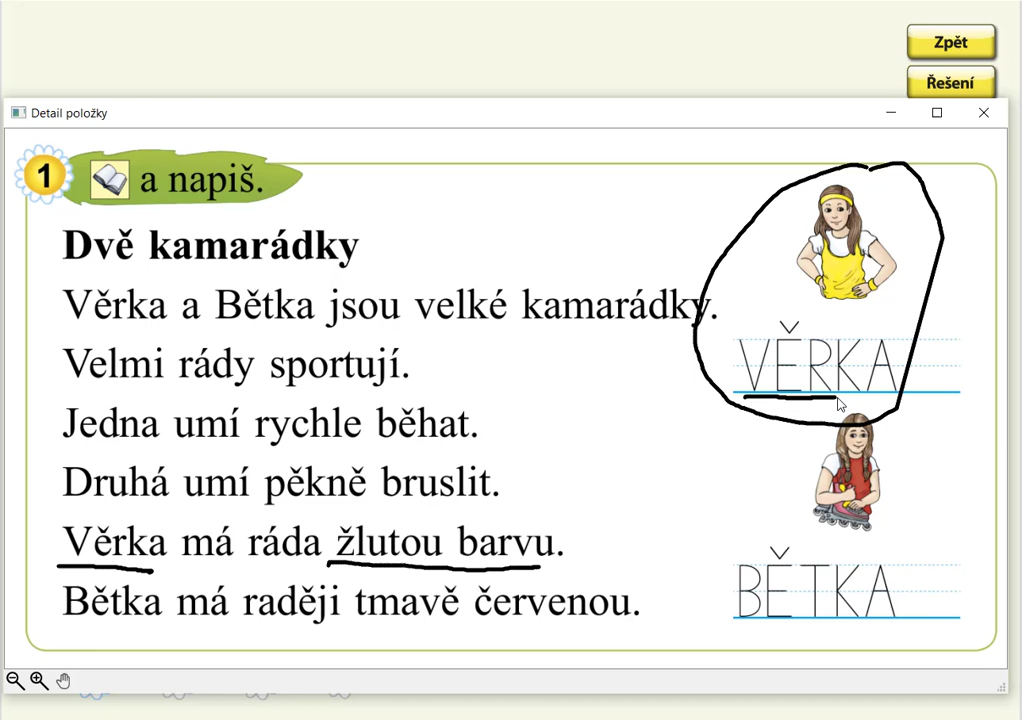 Zpět
Řešení
Detail položky
1 a napiš.
Dvě kamarádky
Věrka a Bětka jsou velké kamarádky.
Velmi rády sportují.
VĚRKA
Jedna umí rychle běhat.
Druhá umí pěkně bruslit.
Věrka má ráda žlutou barvu.
Bětka má raději tmavě červenou.
BĚTKA